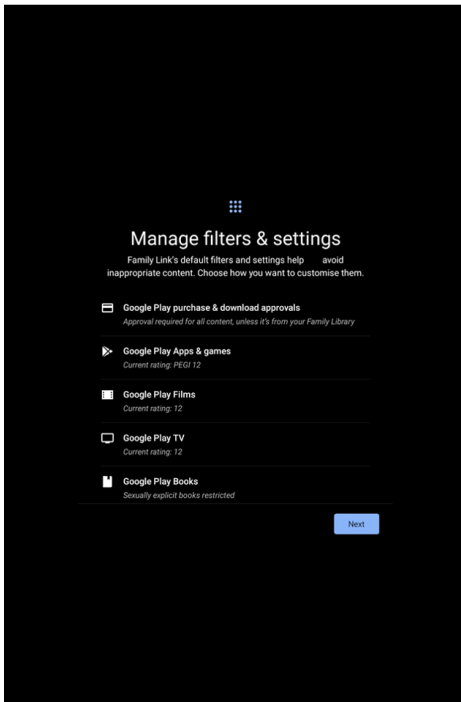 Manage filters & settings
Family Link's default filters and settings help avoid
inappropriate content. Choose how you want to customise them.
Google Play purchase & download approvals
Approval required for all content, unless it's from your Family Library
Google Play Apps & games
Current rating: PEGI 12
Google Play Films
Current rating: 12
Google Play TV
Current rating: 12
Google Play Books
Sexually explicit books restricted
Next